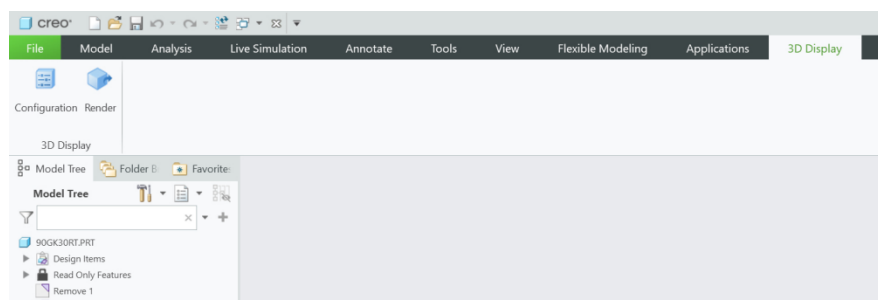 creo®
File Model Analysis Live Simulation Annotate Tools View Flexible Modeling Applications 3D Display
Configuration Render
3D Display
Model Tree Folder B Favorite
Model Tree
90GK30RT.PRT
Design Items
Read Only Features
Remove 1